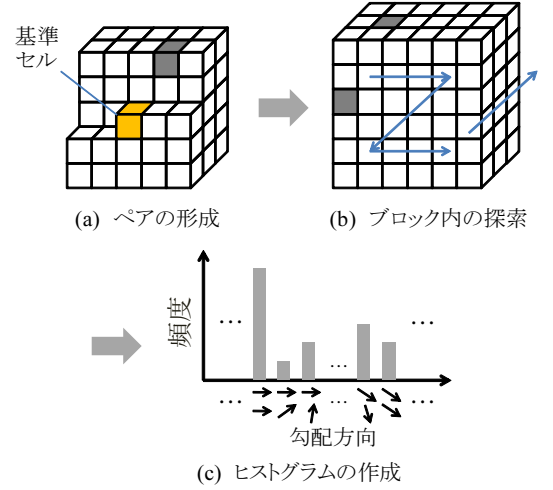 基準
セル
(a) ペアの形成
(b) ブロック内の探索
頻度
… … …
… … …
勾配方向
(c) ヒストグラムの作成